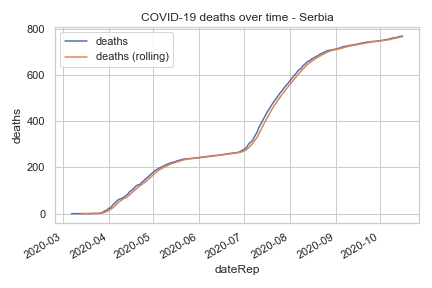 COVID-19 deaths over time - Serbia
deaths
deaths (rolling)
800
600
400
200
0
deaths
2020-03
2020-04
2020-05
2020-06
2020-07
2020-08
2020-09
2020-10
dateRep